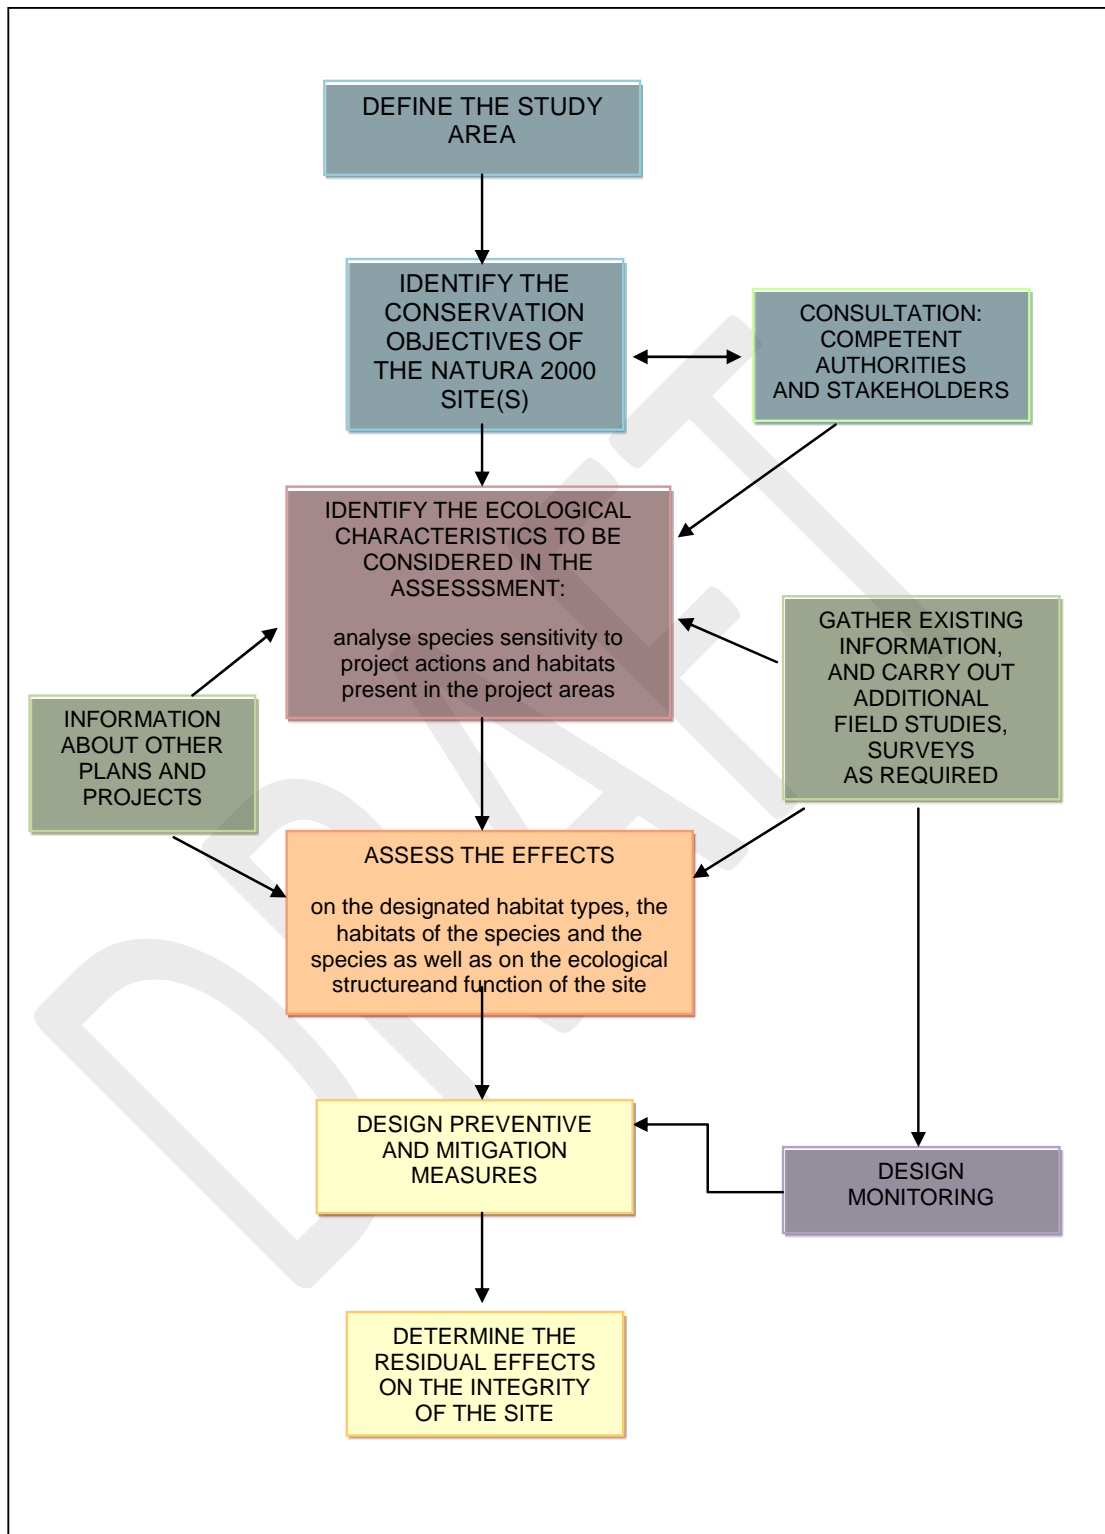 DEFINE THE STUDY
AREA
IDENTIFY THE
CONSERVATION
OBJECTIVES OF
THE NATURA 2000
SITE(S)
CONSULTATION:
COMPETENT
AUTHORITIES
AND STAKEHOLDERS
IDENTIFY THE ECOLOGICAL
CHARACTERISTICS TO BE
CONSIDERED IN THE
ASSESSSMENT:
analyse species sensitivity to
project actions and habitats
present in the project areas
GATHER EXISTING
INFORMATION,
AND CARRY OUT
ADDITIONAL
FIELD STUDIES,
SURVEYS
AS REQUIRED
INFORMATION
ABOUT OTHER
PLANS AND
PROJECTS
ASSESS THE EFFECTS
on the designated habitat types, the
habitats of the species and the
species as well as on the ecological
structureand function of the site
DESIGN PREVENTIVE
AND MITIGATION
MEASURES
DESIGN
MONITORING
DETERMINE THE
RESIDUAL EFFECTS
ON THE INTEGRITY
OF THE SITE
DRAFT